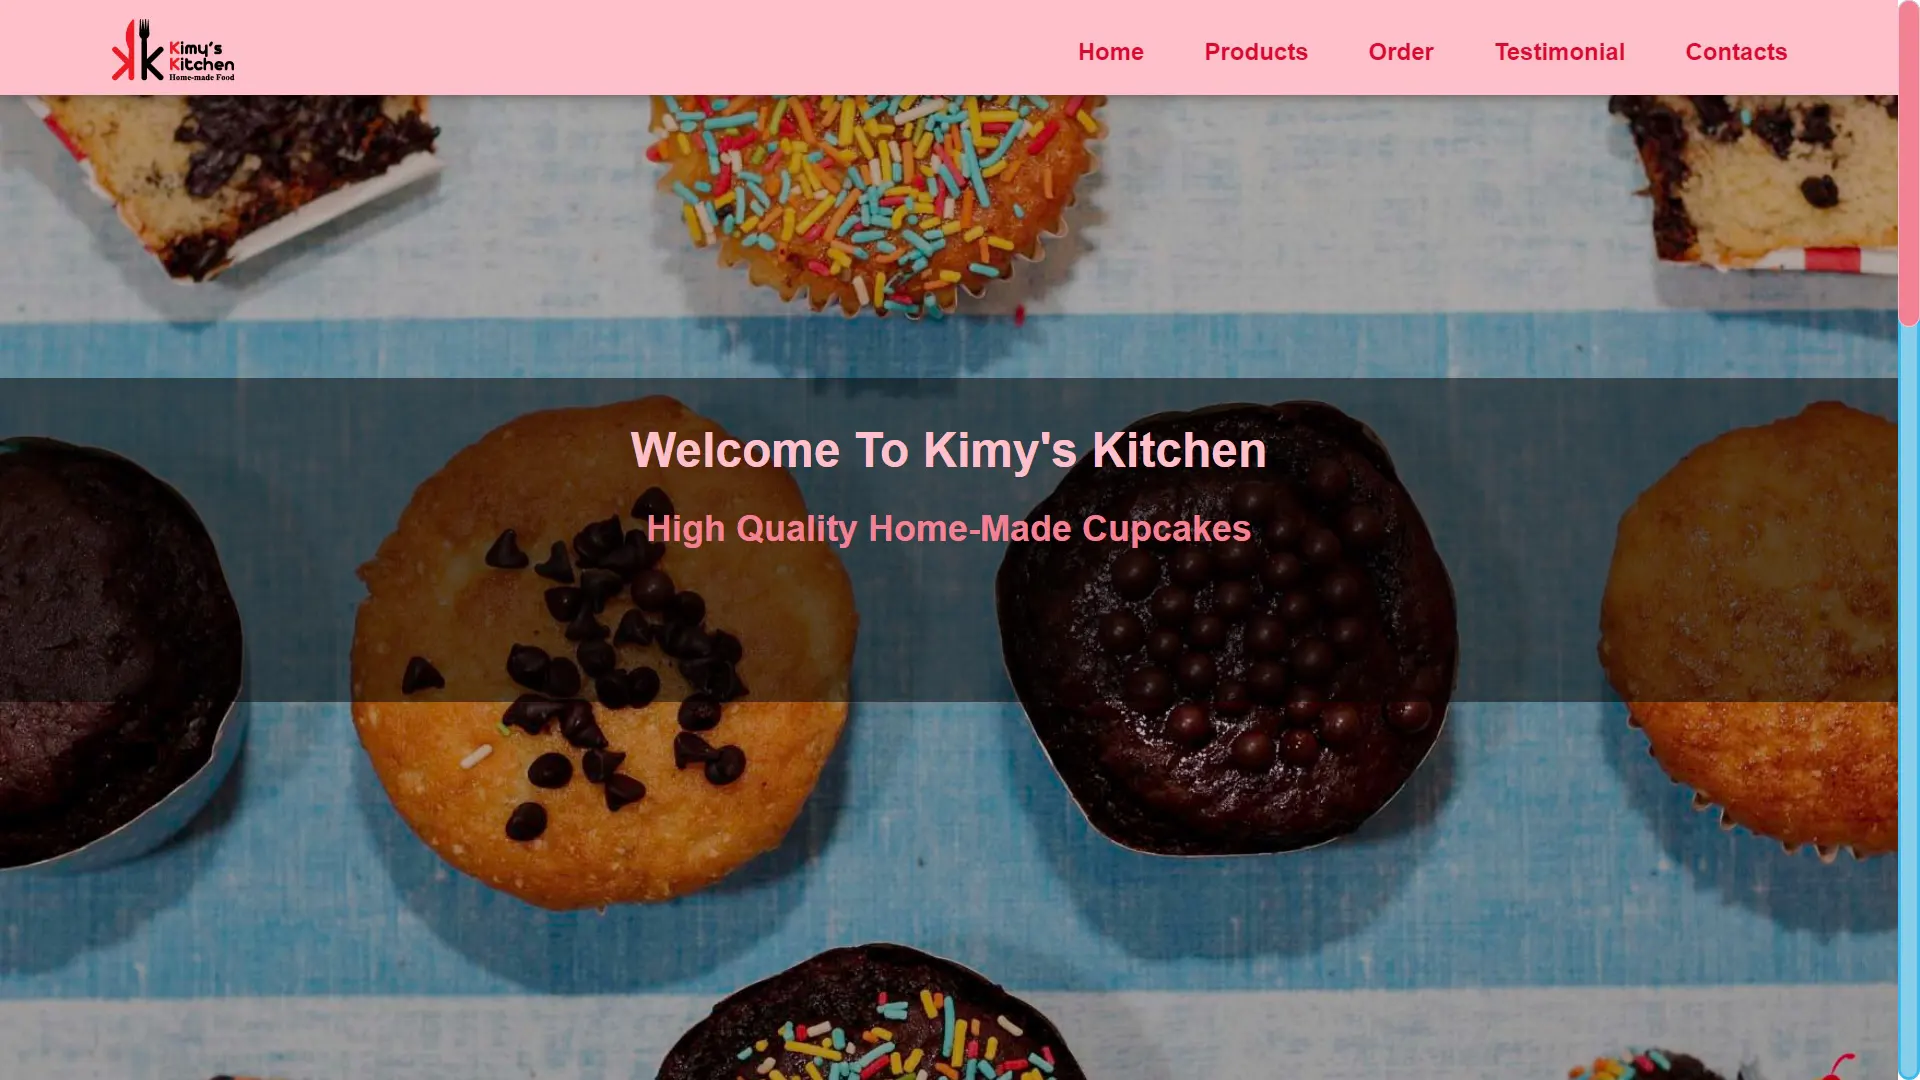 Kimy's
Kitchen
Home-made Food
Home
Products
Order
Testimonial
Contacts
Welcome To Kimy's Kitchen
High Quality Home-Made Cupcakes